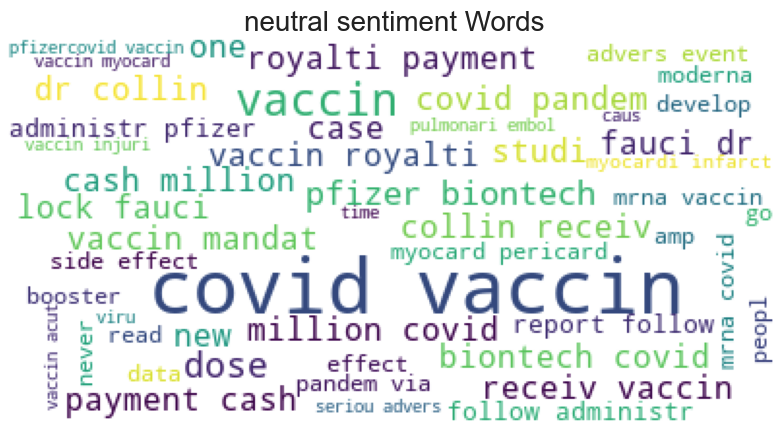 neutral sentiment Words
pfizercovid vaccin one royalti payment advers event
vaccin myocard moderna
dr collin vaccin covid pandem develop
administr pfizer case pulmonari embol caus fauci dr
vaccin injuri vaccin royalti studi myocardi infarct
cash million pfizer biontech mrna vaccin
lock fauci time collin receiv go
vaccin mandat myocard pericard amp
side effect covid vaccin mrna covid
booster peopl
viru
vaccin acut never read new million covid report follow
data dose effect biontech covid
pandem via receiv vaccin
payment cash seriou advers follow administr